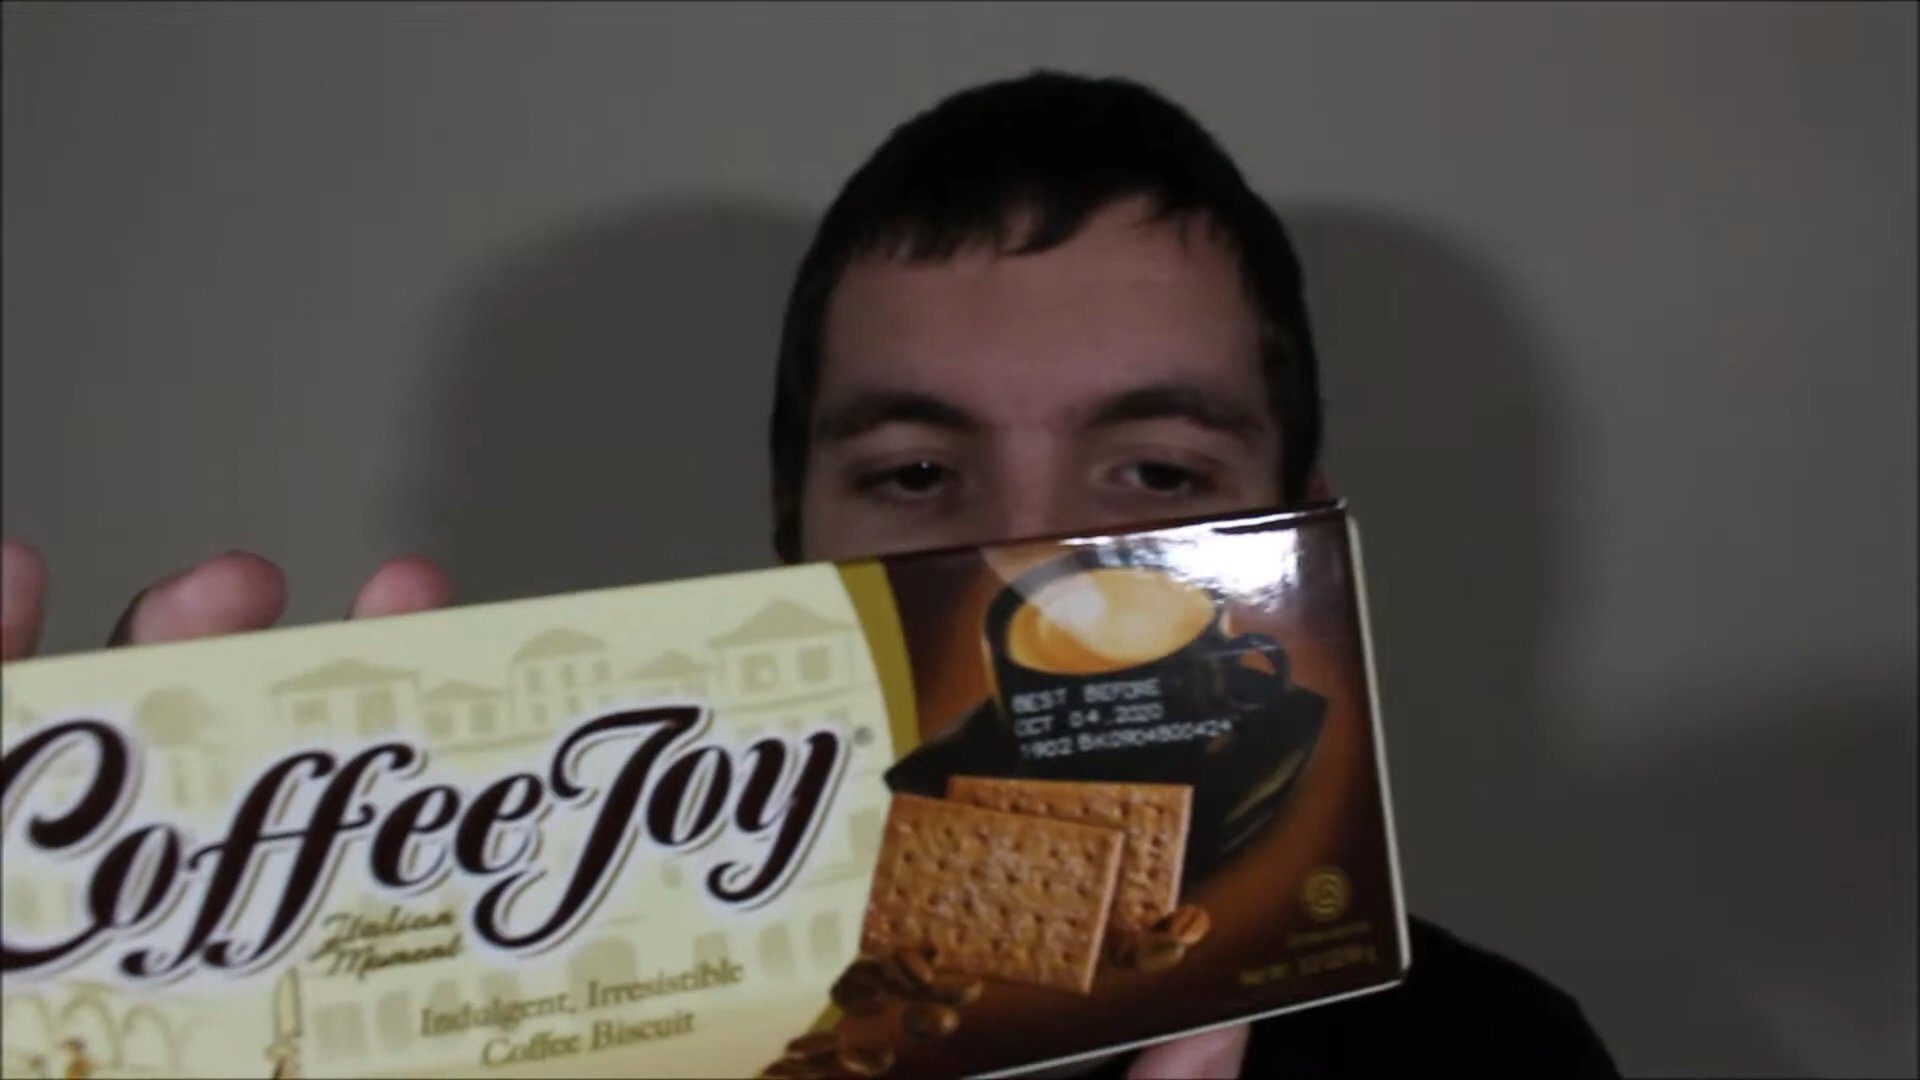 CoffeeJoy®
Italian
Moment
Indulgent, Irresistible
Coffee Biscuit
BEST BEFORE
OCT 04 2020